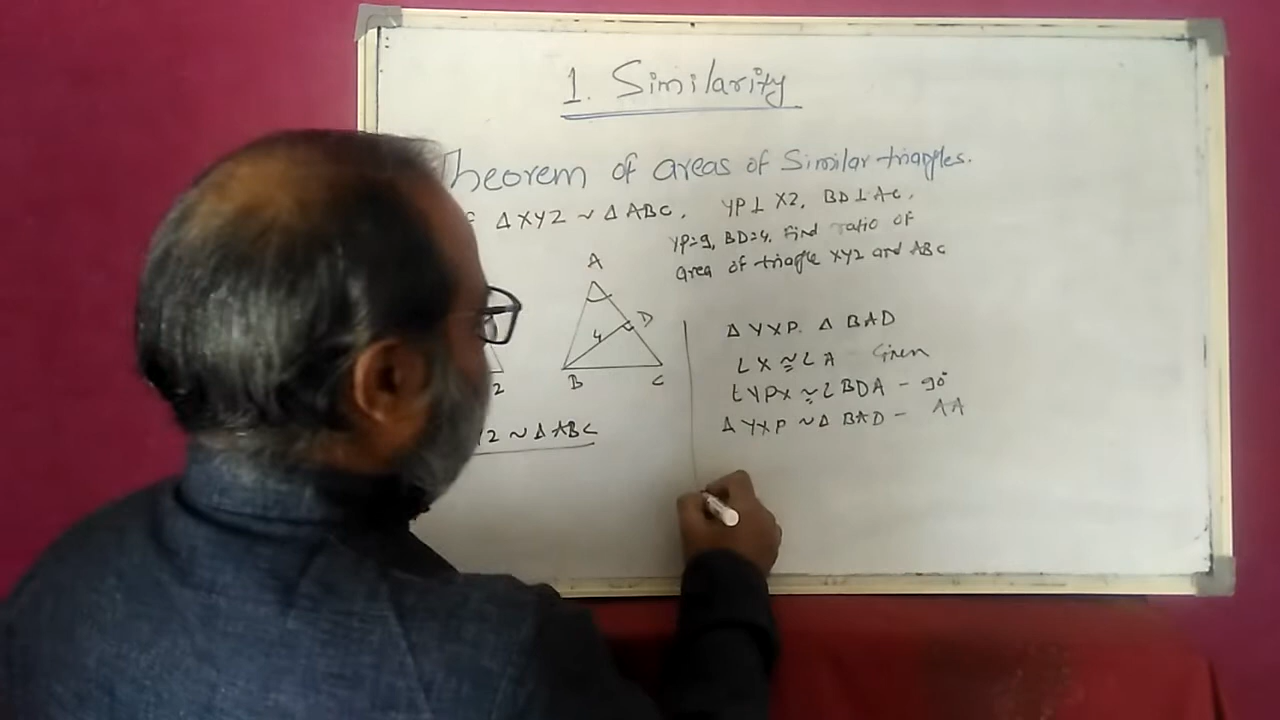 1. Similarity
Theorem of areas of Similar triangles.
Δ XYZ ~ Δ ABC. YP⊥ XZ, BD⊥AC,
YP=9, BD=4, Find ratio of
area of triangle XYZ and ABC
A
D
4
B
C
Z
YZ ~ Δ ABC
Δ YXP. Δ BAD
∠X ≅ ∠A Given
∠YPX ≅ ∠BDA - 90°
Δ YXP ~ Δ BAD - AA